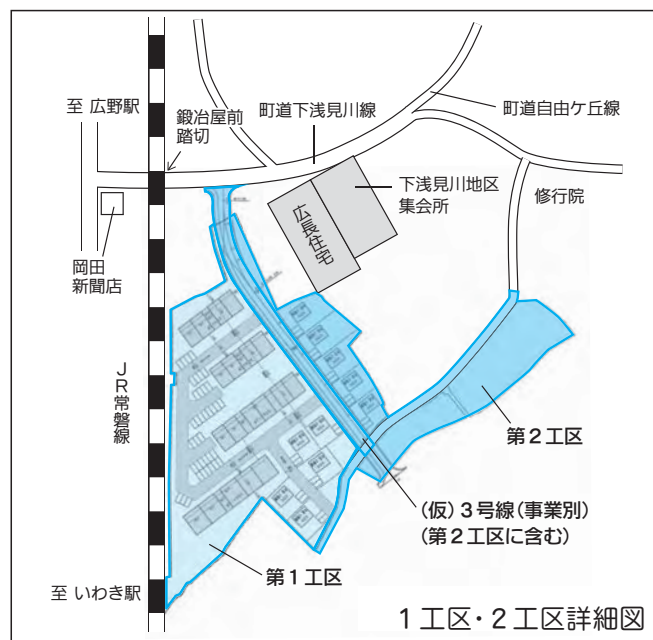 至 広野駅
鍛冶屋前
踏切
町道下浅見川線
町道自由ケ丘線
下浅見川地区
集会所
広長住宅
修行院
岡田
新聞店
JR常磐線
第2工区
(仮)3号線(事業別)
(第2工区に含む)
第1工区
至 いわき駅
1工区・2工区詳細図